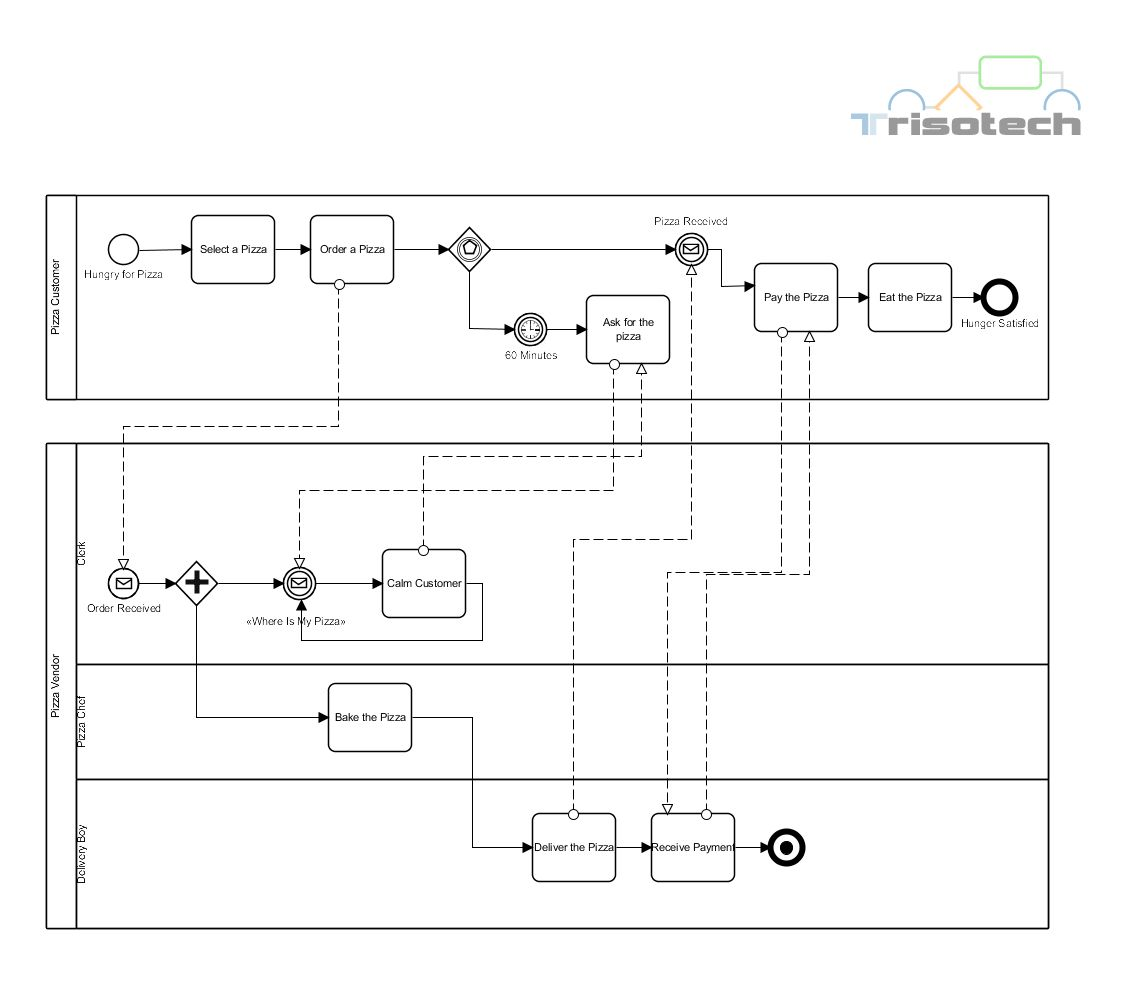 Trisotech
Pizza Customer
Hungry for Pizza
Select a Pizza
Order a Pizza
60 Minutes
Ask for the
pizza
Pizza Received
Pay the Pizza
Eat the Pizza
Hunger Satisfied
Pizza Vendor
Clerk
Order Received
«Where Is My Pizza»
Calm Customer
Pizza Chef
Bake the Pizza
Delivery Boy
Deliver the Pizza
Receive Payment